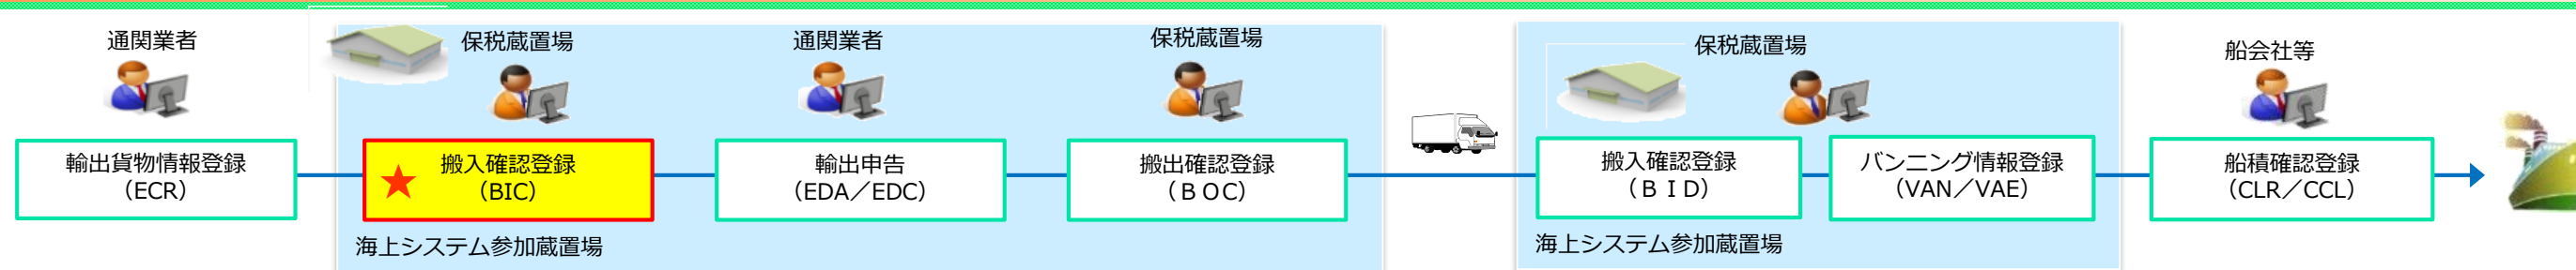 通関業者
輸出貨物情報登録
（ECR）
保税蔵置場
搬入確認登録
（BIC）
通関業者
輸出申告
（EDA／EDC）
保税蔵置場
搬出確認登録
（ＢＯＣ）
海上システム参加蔵置場
保税蔵置場
搬入確認登録
（ＢＩＤ）
バンニング情報登録
（VAN／VAE）
海上システム参加蔵置場
船会社等
船積確認登録
（CLR／CCL）